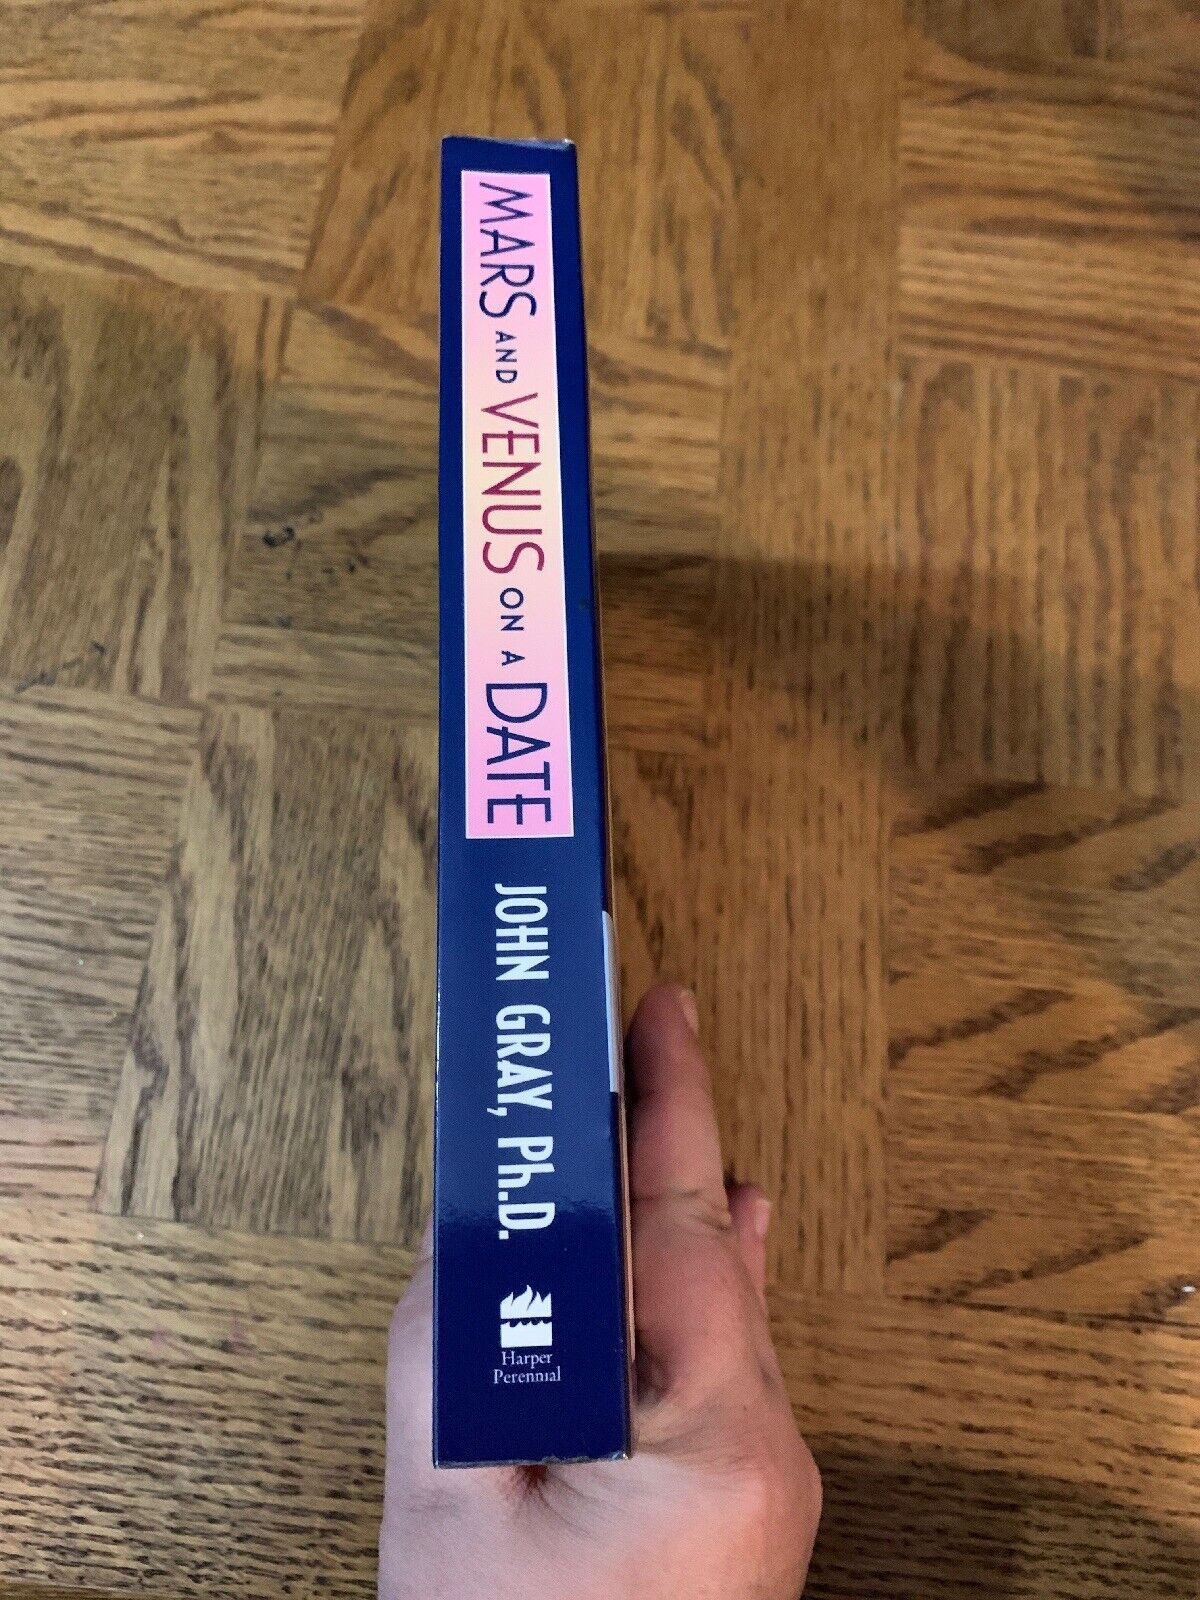 MARS AND VENUS ON A DATE
JOHN GRAY, Ph.D.
Harper
Perennial